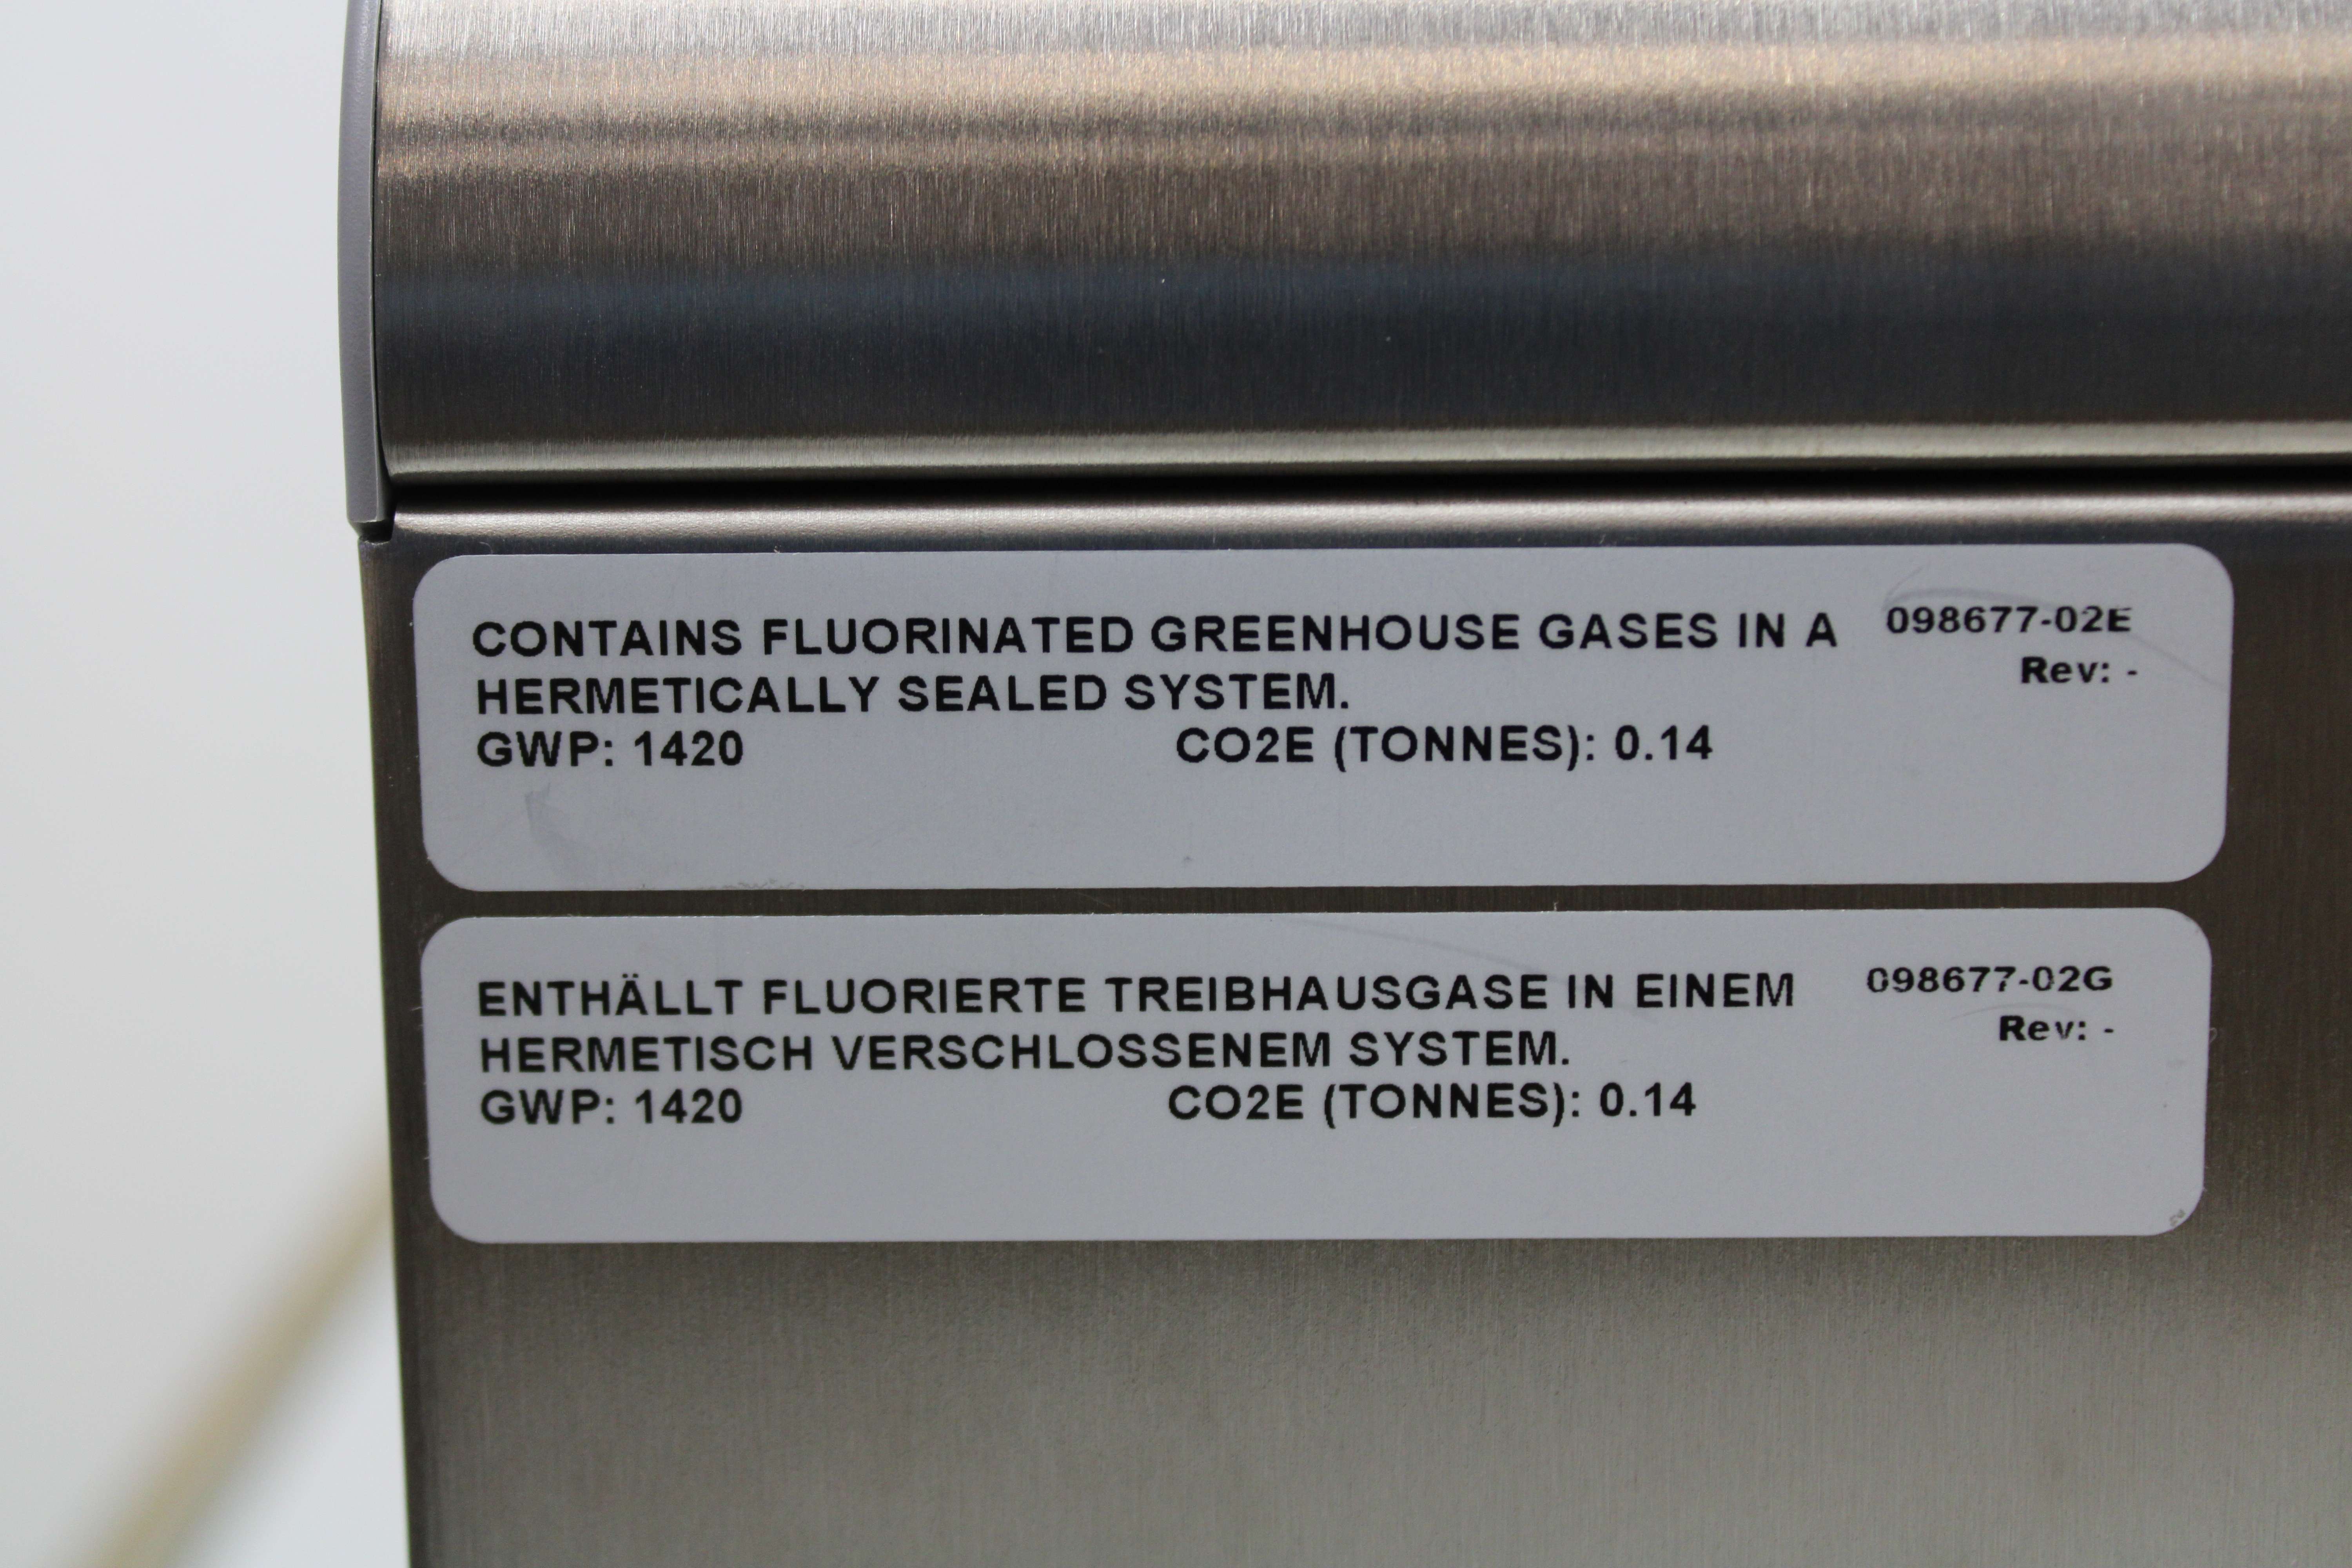 CONTAINS FLUORINATED GREENHOUSE GASES IN A 098677-02E
HERMETICALLY SEALED SYSTEM. Rev: -
GWP: 1420 CO2E (TONNES): 0.14
ENTHÄLLT FLUORIERTE TREIBHAUSGASE IN EINEM 098677-02G
HERMETISCH VERSCHLOSSENEM SYSTEM. Rev: -
GWP: 1420 CO2E (TONNES): 0.14